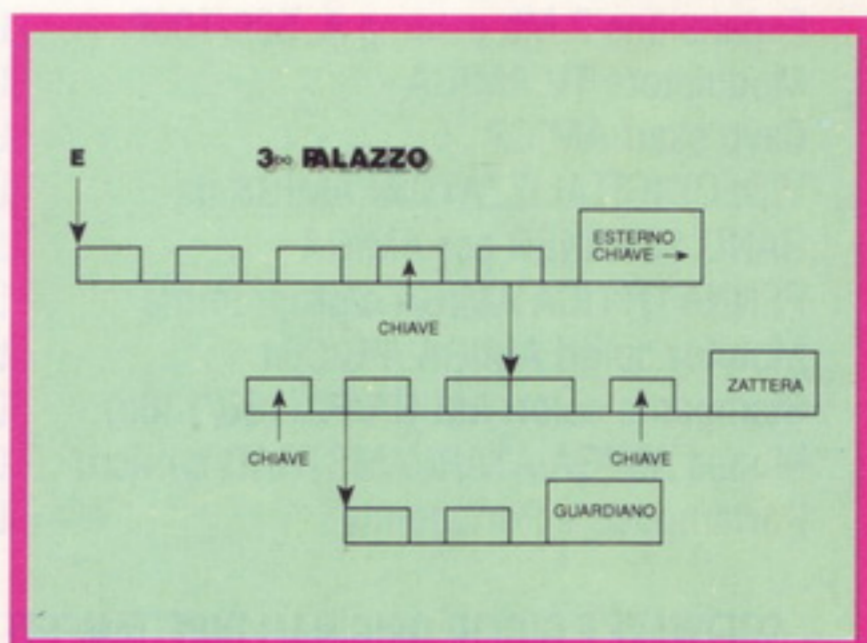 E
3∞ PALAZZO
ESTERNO
CHIAVE →
CHIAVE
ZATTERA
CHIAVE
CHIAVE
GUARDIANO